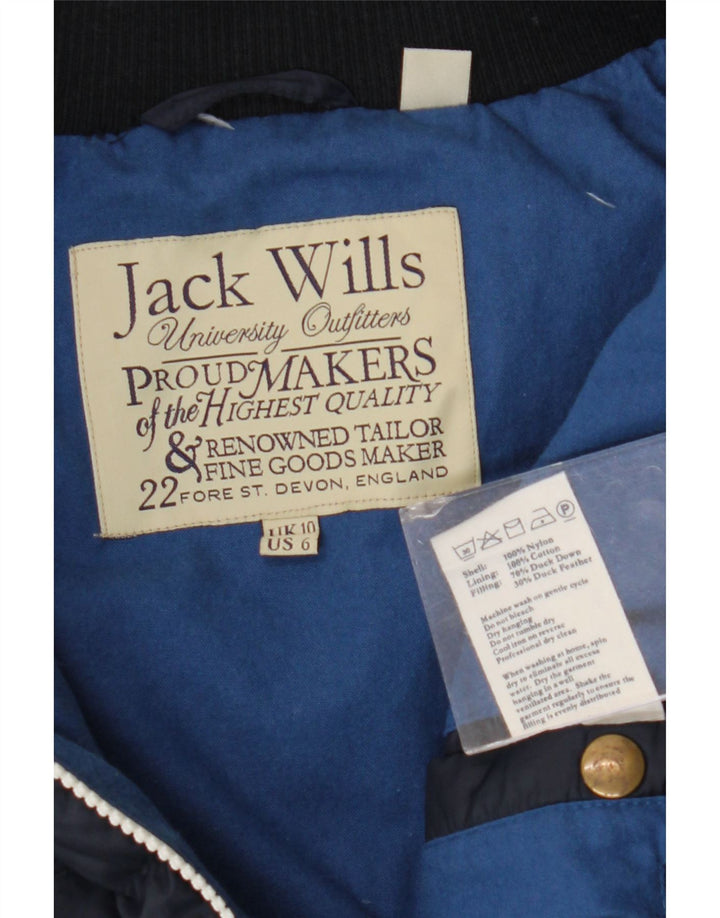 Jack Wills
University Outfitters
PROUD MAKERS
of the HIGHEST QUALITY
& RENOWNED TAILOR
FINE GOODS MAKER
22 FORE ST. DEVON, ENGLAND
UK 10
US 6
30 P
Shell: 100% Nylon
Lining: 100% Cotton
Filling: 70% Duck Down
30% Duck Feather
Machine wash on gentle cycle
Do not bleach
Dry hanging
Do not tumble dry
Cool iron on reverse
Professional dry clean
When washing at home, spin
dry to eliminate all excess
water. Dry the garment
hanging in a well
ventilated area. Shake the
garment regularly to ensure the
filling is evenly distributed